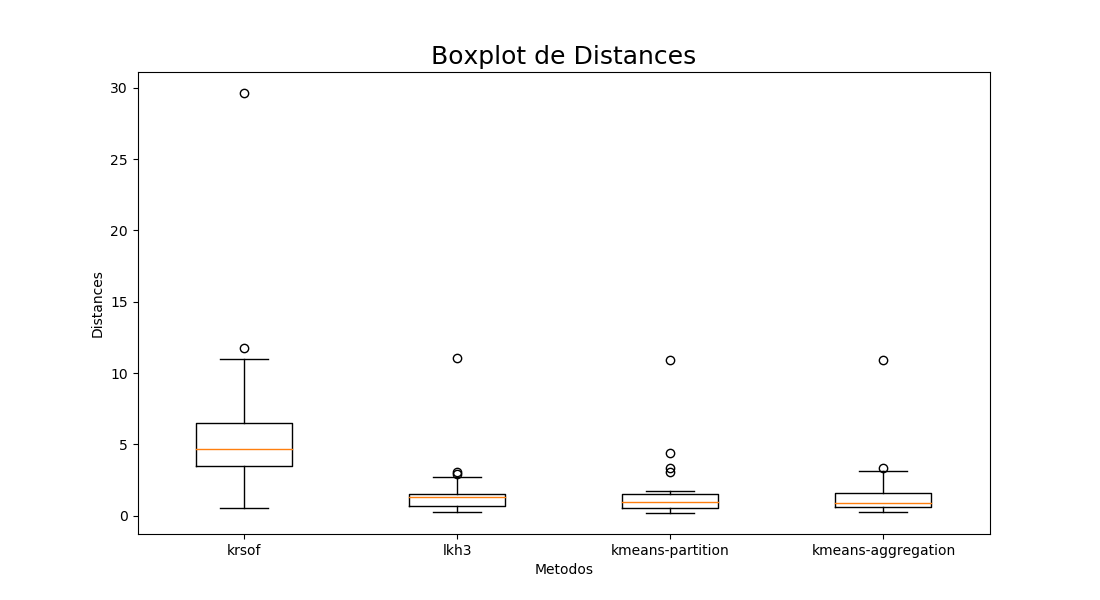 Boxplot de Distances
30
25
20
15
10
5
0
Distances
krsof lkh3 kmeans-partition kmeans-aggregation
Metodos